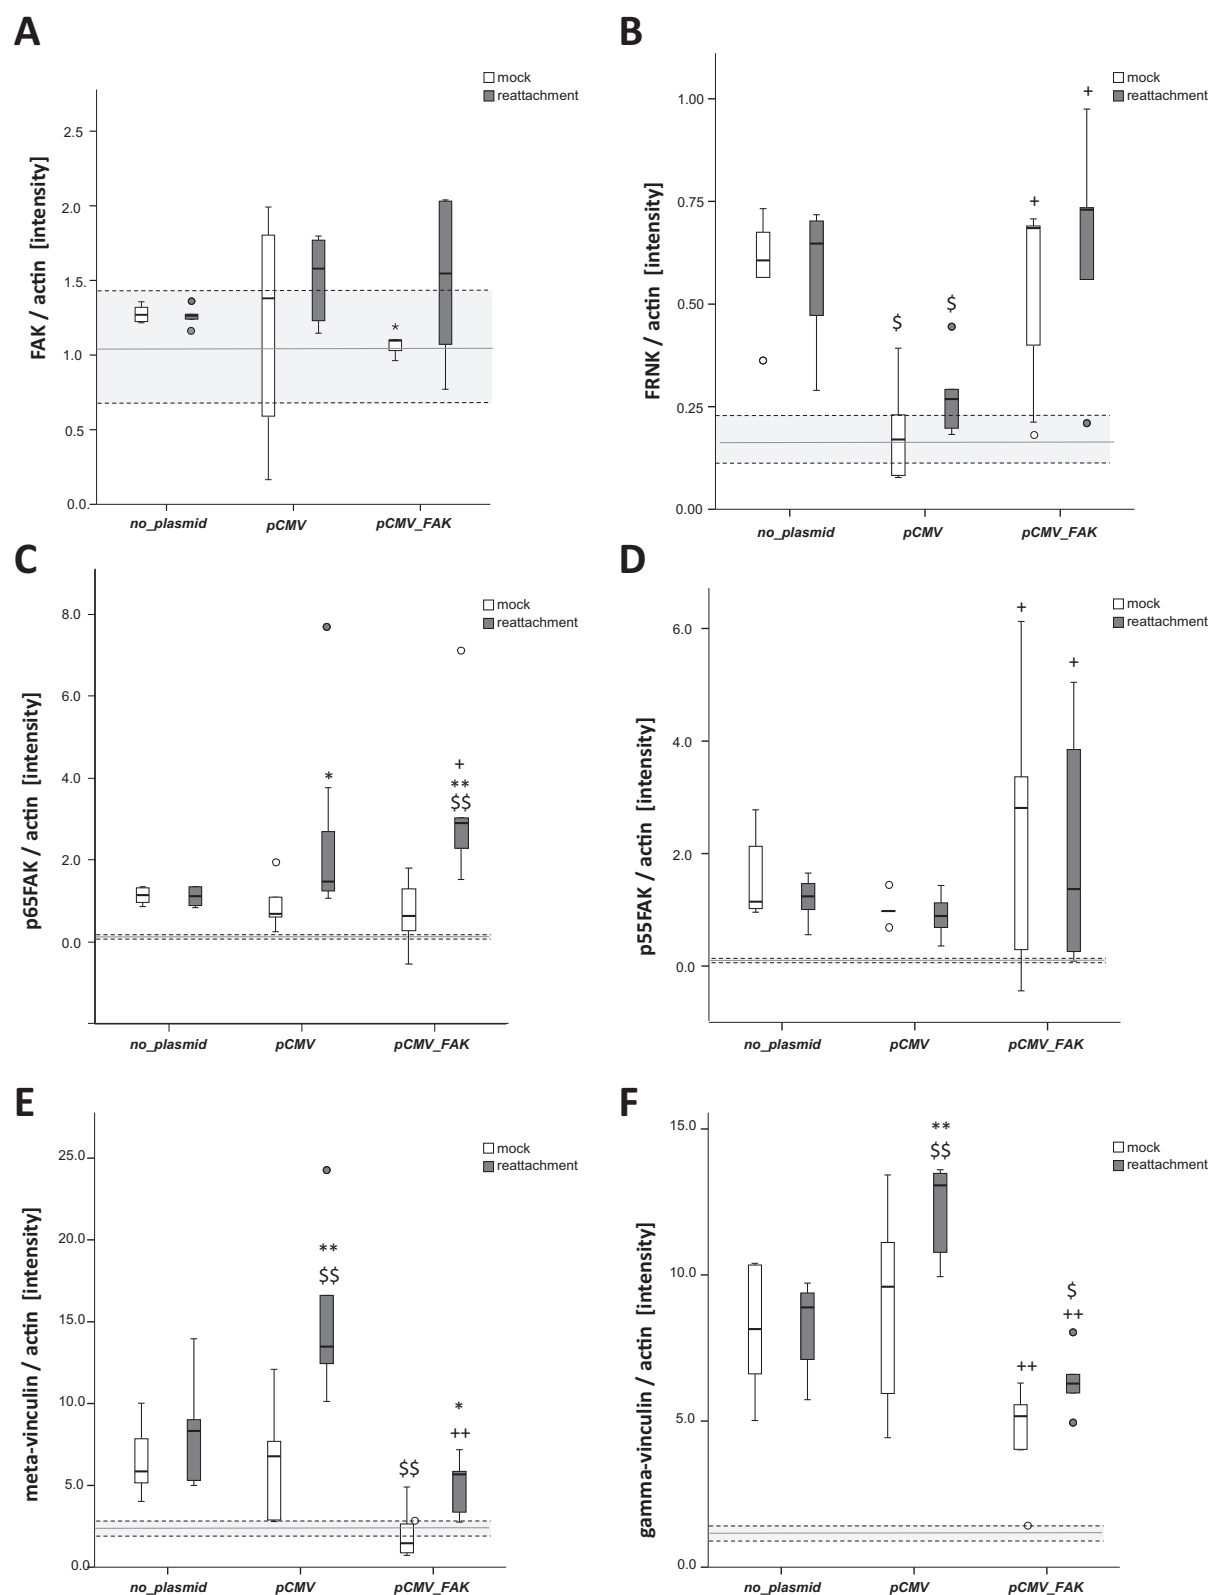 A
mock
reattachment
FAK / actin [intensity]
2.5
2.0
1.5
1.0
0.5
0.0
*
no_plasmid
pCMV
pCMV_FAK
B
mock
reattachment
FRNK / actin [intensity]
1.00
0.75
0.50
0.25
0.00
$
$
+
+
no_plasmid
pCMV
pCMV_FAK
C
mock
reattachment
p65FAK / actin [intensity]
8.0
6.0
4.0
2.0
0.0
*
+
**
$$
no_plasmid
pCMV
pCMV_FAK
D
mock
reattachment
p55FAK / actin [intensity]
6.0
4.0
2.0
0.0
+
+
no_plasmid
pCMV
pCMV_FAK
E
mock
reattachment
meta-vinculin / actin [intensity]
25.0
20.0
15.0
10.0
5.0
0.0
**
$$
$$
*
++
no_plasmid
pCMV
pCMV_FAK
F
mock
reattachment
gamma-vinculin / actin [intensity]
15.0
10.0
5.0
0.0
**
$$
++
$
++
no_plasmid
pCMV
pCMV_FAK